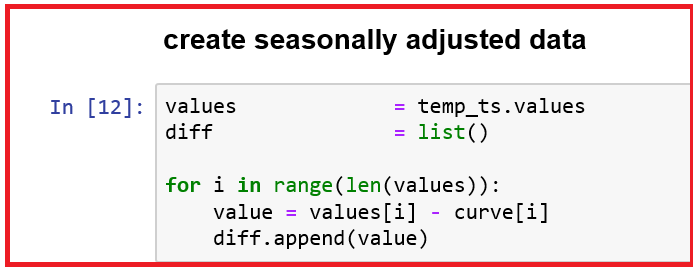 create seasonally adjusted data
In [12]: values                = temp_ts.values
diff                  = list()
for i in range(len(values)):
    value = values[i] - curve[i]
    diff.append(value)